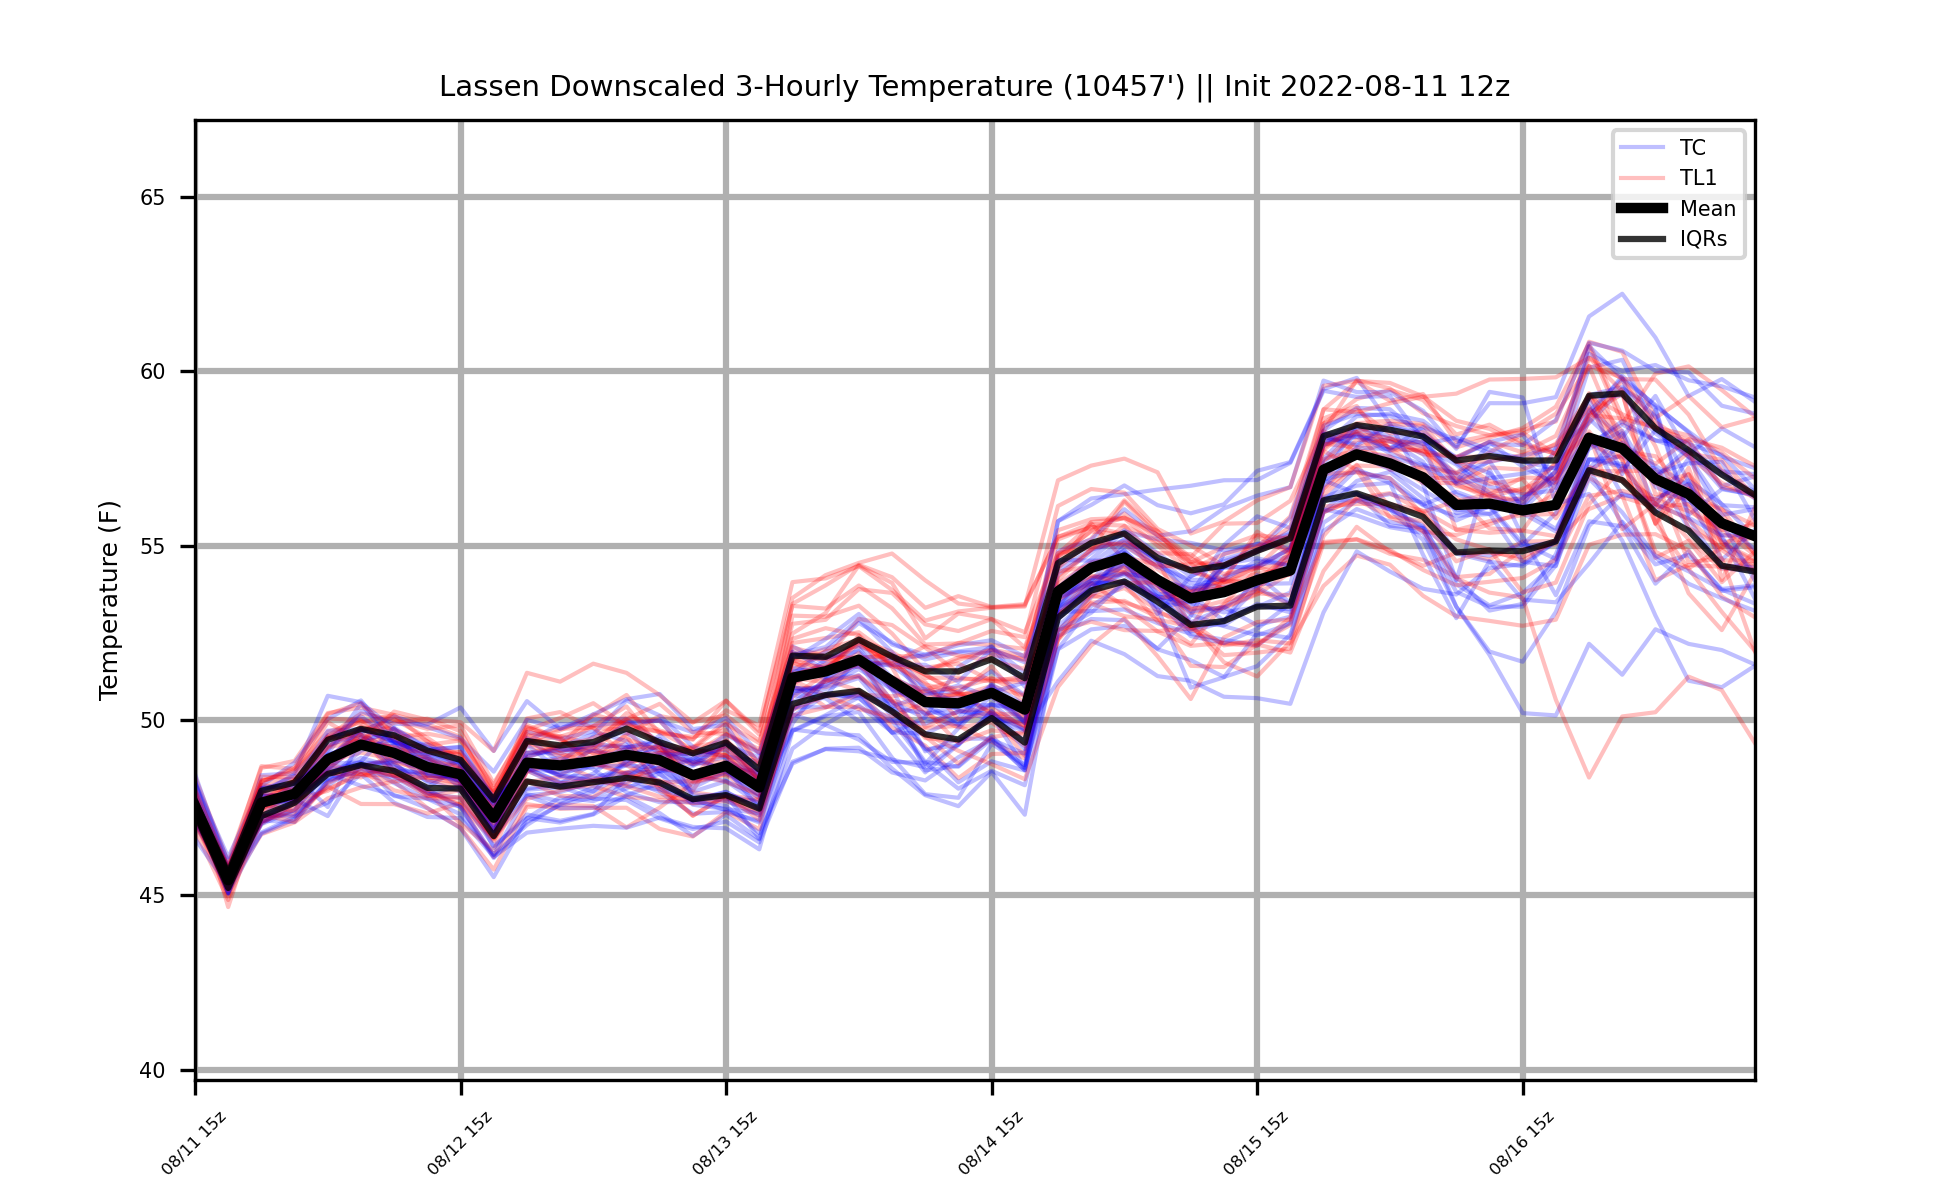 Lassen Downscaled 3-Hourly Temperature (10457') || Init 2022-08-11 12z
TC
TL1
Mean
IQRs
Temperature (F)
65
60
55
50
45
40
08/11 15z
08/12 15z
08/13 15z
08/14 15z
08/15 15z
08/16 15z